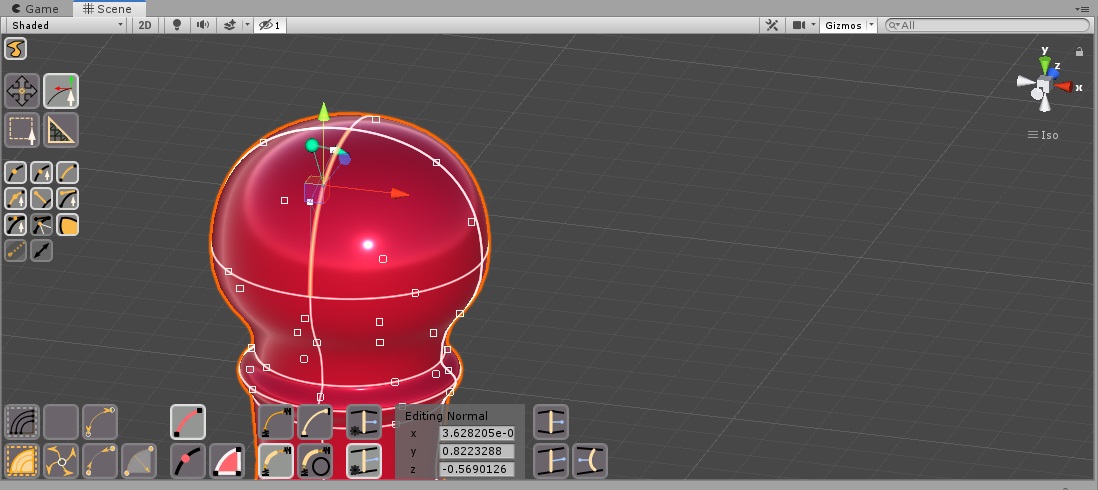 Game Scene
Shaded 2D 1 Gizmos All
y
z
x
Iso
Editing Normal
x 3.628205e-0
y 0.8223288
z -0.5690126